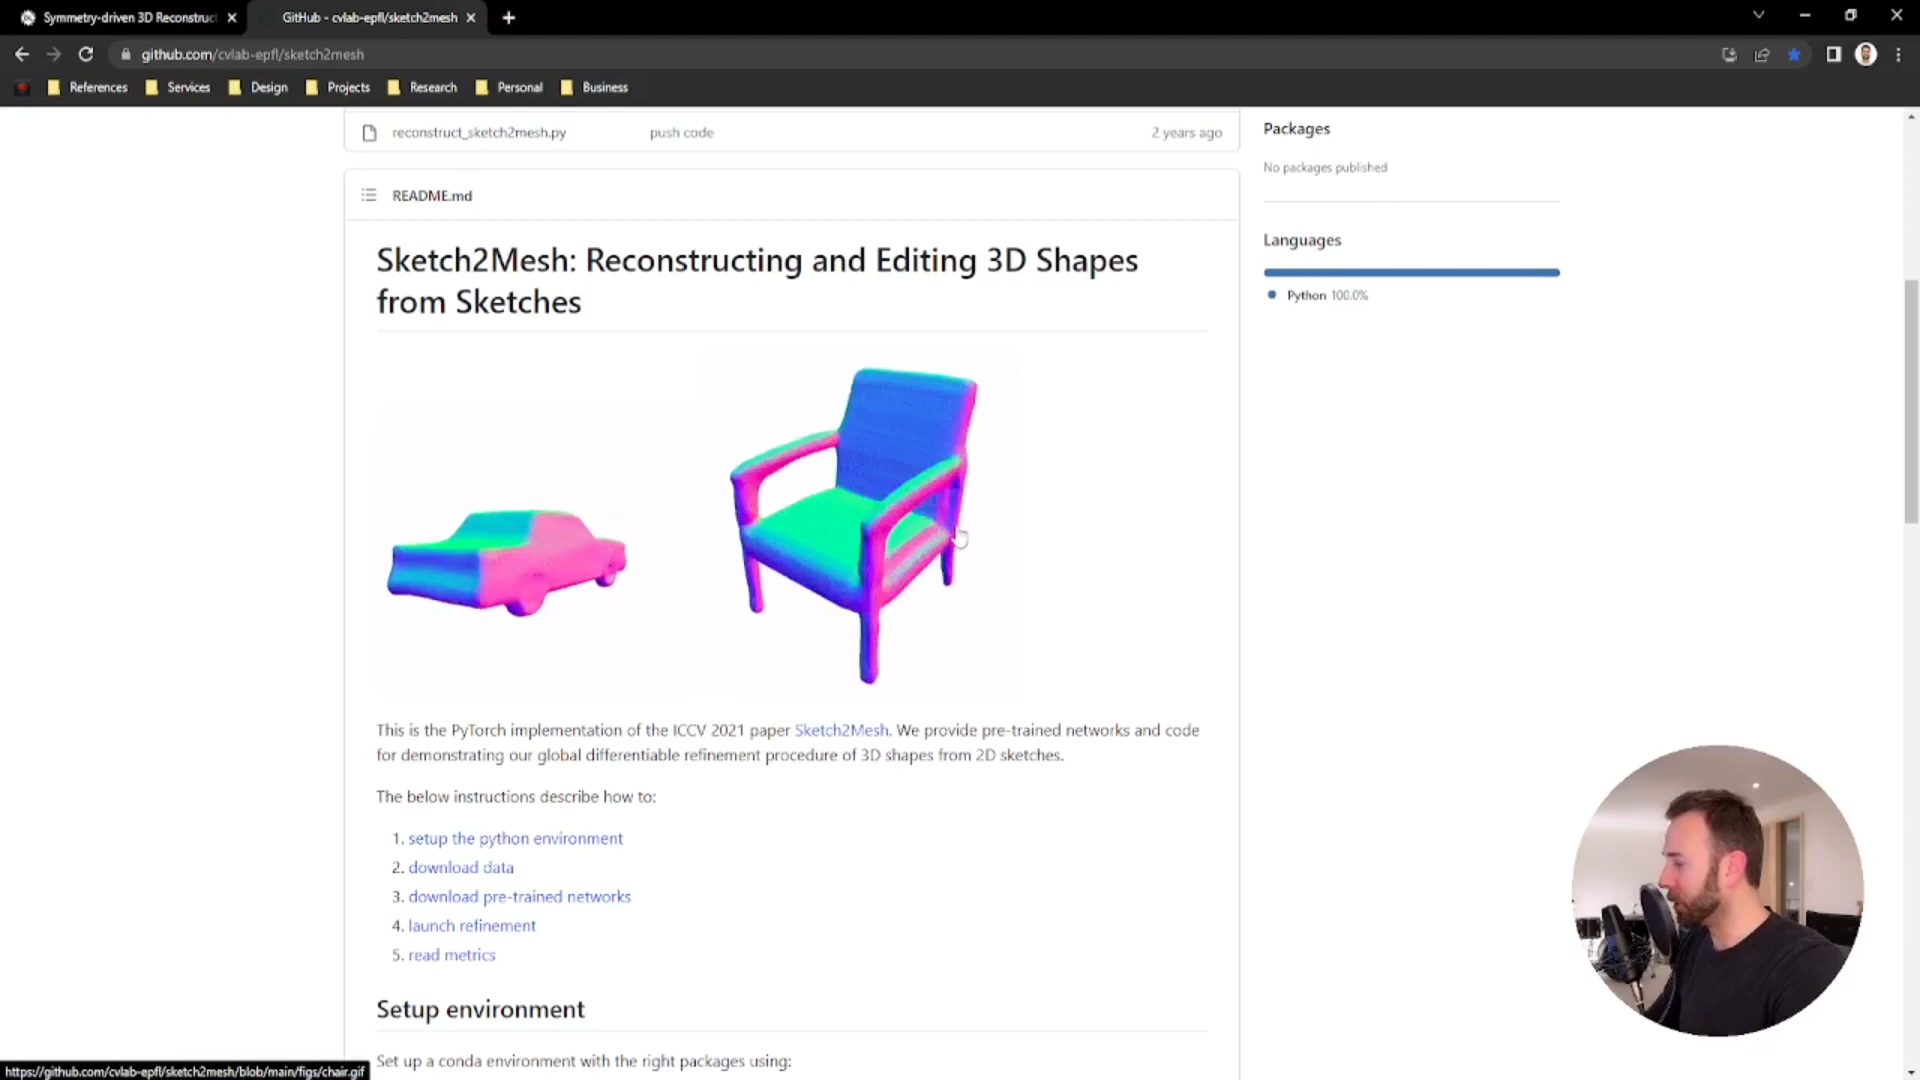 Symmetry-driven 3D Reconstruct
GitHub - cvlab-epfl/sketch2mesh
github.com/cvlab-epfl/sketch2mesh
References
Services
Design
Projects
Research
Personal
Business
reconstruct_sketch2mesh.py push code 2 years ago
README.md
Sketch2Mesh: Reconstructing and Editing 3D Shapes
from Sketches
This is the PyTorch implementation of the ICCV 2021 paper Sketch2Mesh. We provide pre-trained networks and code
for demonstrating our global differentiable refinement procedure of 3D shapes from 2D sketches.
The below instructions describe how to:
1. setup the python environment
2. download data
3. download pre-trained networks
4. launch refinement
5. read metrics
Setup environment
Set up a conda environment with the right packages using:
Packages
No packages published
Languages
Python 100.0%
https://github.com/cvlab-epfl/sketch2mesh/blob/main/figs/chair.gif